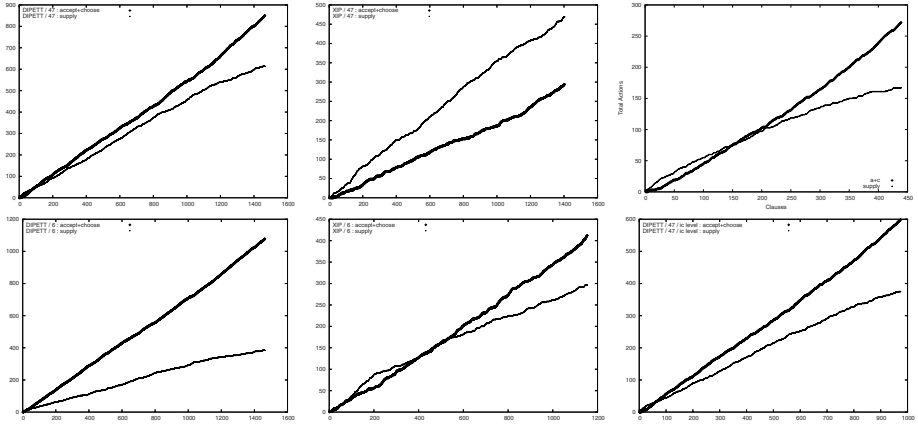 DIPETT / 47 : accept+choose
DIPETT / 47 : supply
900
800
700
600
500
400
300
200
100
0
0 200 400 600 800 1000 1200 1400 1600
XIP / 47 : accept+choose
XIP / 47 : supply
500
450
400
350
300
250
200
150
100
50
0
0 200 400 600 800 1000 1200 1400 1600
300
250
200
150
100
50
0
Total Actions
a+c
supply
0 50 100 150 200 250 300 350 400 450
Clauses
DIPETT / 6 : accept+choose
DIPETT / 6 : supply
1200
1000
800
600
400
200
0
0 200 400 600 800 1000 1200 1400 1600
XIP / 6 : accept+choose
XIP / 6 : supply
450
400
350
300
250
200
150
100
50
0
0 200 400 600 800 1000 1200
DIPETT / 47 / ic level : accept+choose
DIPETT / 47 / ic level : supply
600
500
400
300
200
100
0
0 100 200 300 400 500 600 700 800 900 1000